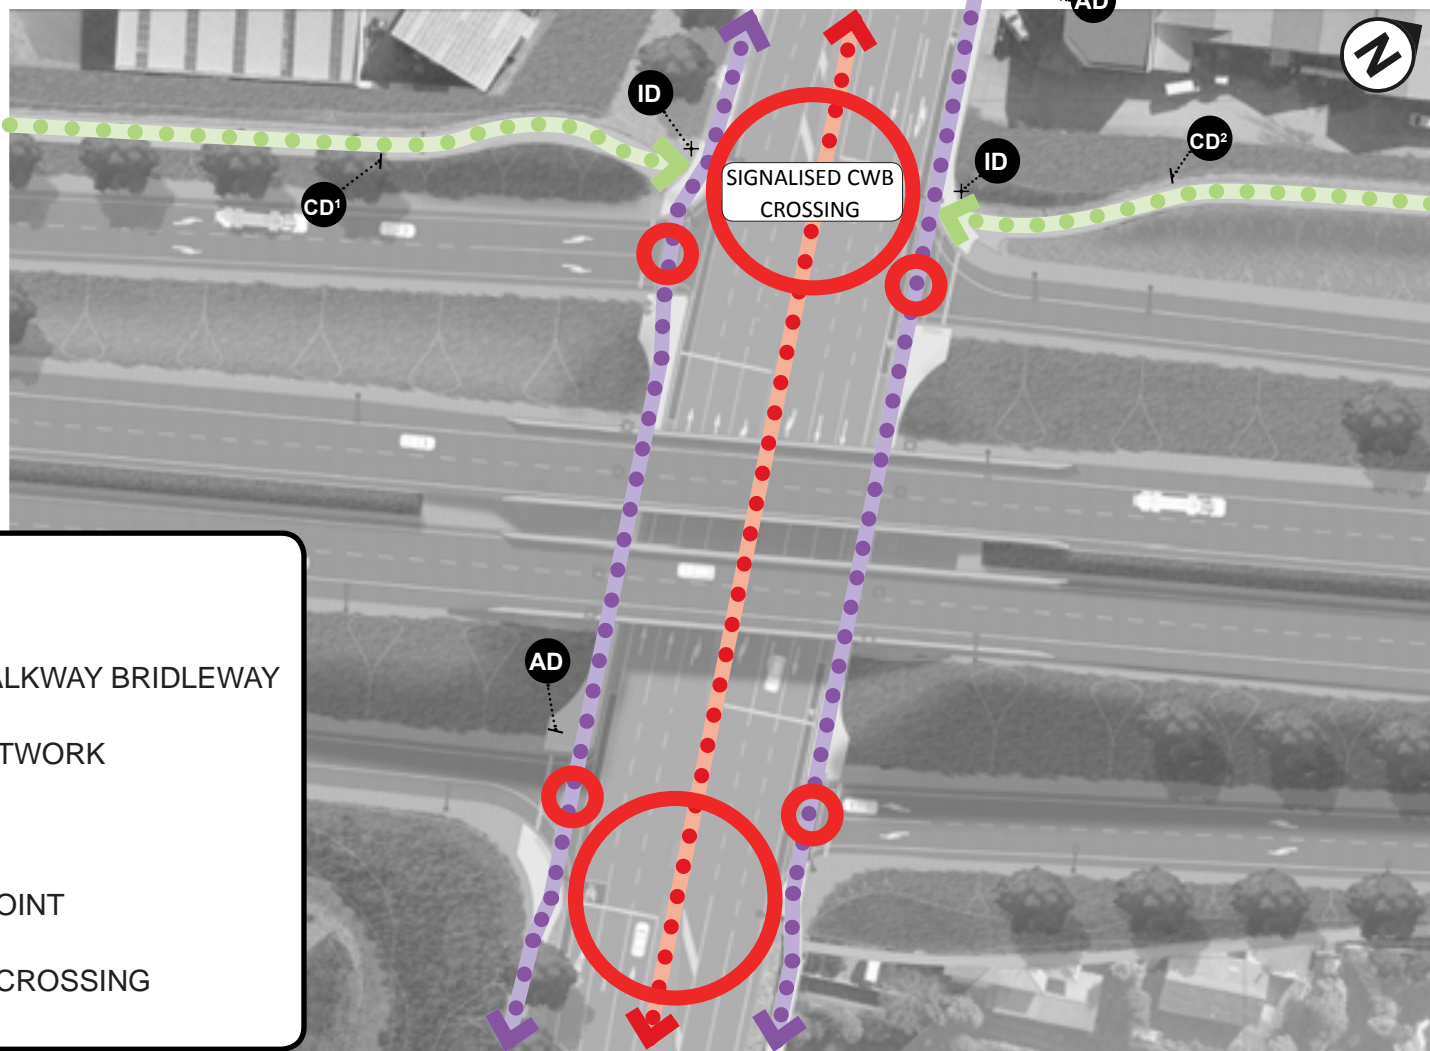 AD
N
ID
SIGNALISED CWB
CROSSING
ID
CD²
CD¹
AD
ALKWAY BRIDLEWAY
TWORK
OINT
CROSSING